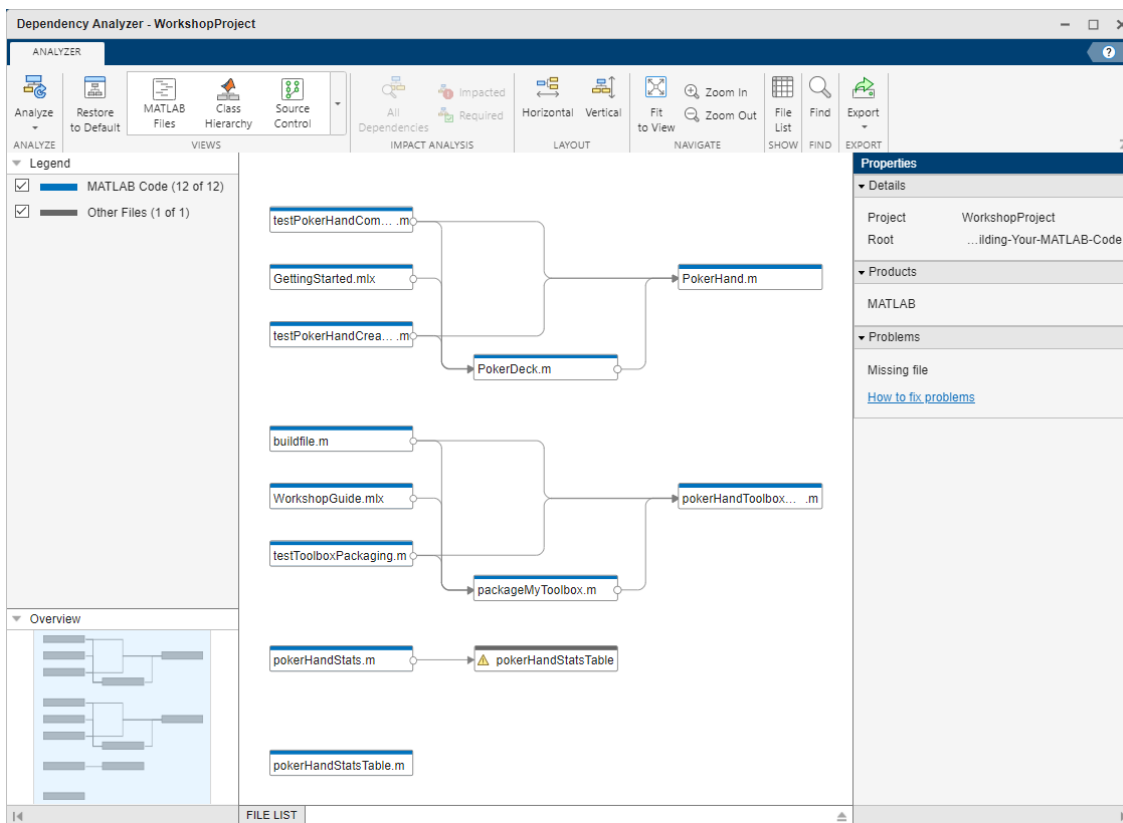 Dependency Analyzer - WorkshopProject
ANALYZER
?
Analyze
Restore to Default
MATLAB Files
Class Hierarchy
Source Control
All Dependencies
Impacted
Required
Horizontal
Vertical
Fit to View
Zoom In
Zoom Out
File List
Find
Export
ANALYZE
VIEWS
IMPACT ANALYSIS
LAYOUT
NAVIGATE
SHOW
FIND
EXPORT
Legend
MATLAB Code (12 of 12)
Other Files (1 of 1)
testPokerHandCom... .m
GettingStarted.mlx
testPokerHandCrea... .m
PokerDeck.m
PokerHand.m
buildfile.m
WorkshopGuide.mlx
testToolboxPackaging.m
packageMyToolbox.m
pokerHandToolbox... .m
pokerHandStats.m
pokerHandStatsTable
pokerHandStatsTable.m
Properties
Details
Project WorkshopProject
Root ...ilding-Your-MATLAB-Code
Products
MATLAB
Problems
Missing file
How to fix problems
Overview
FILE LIST